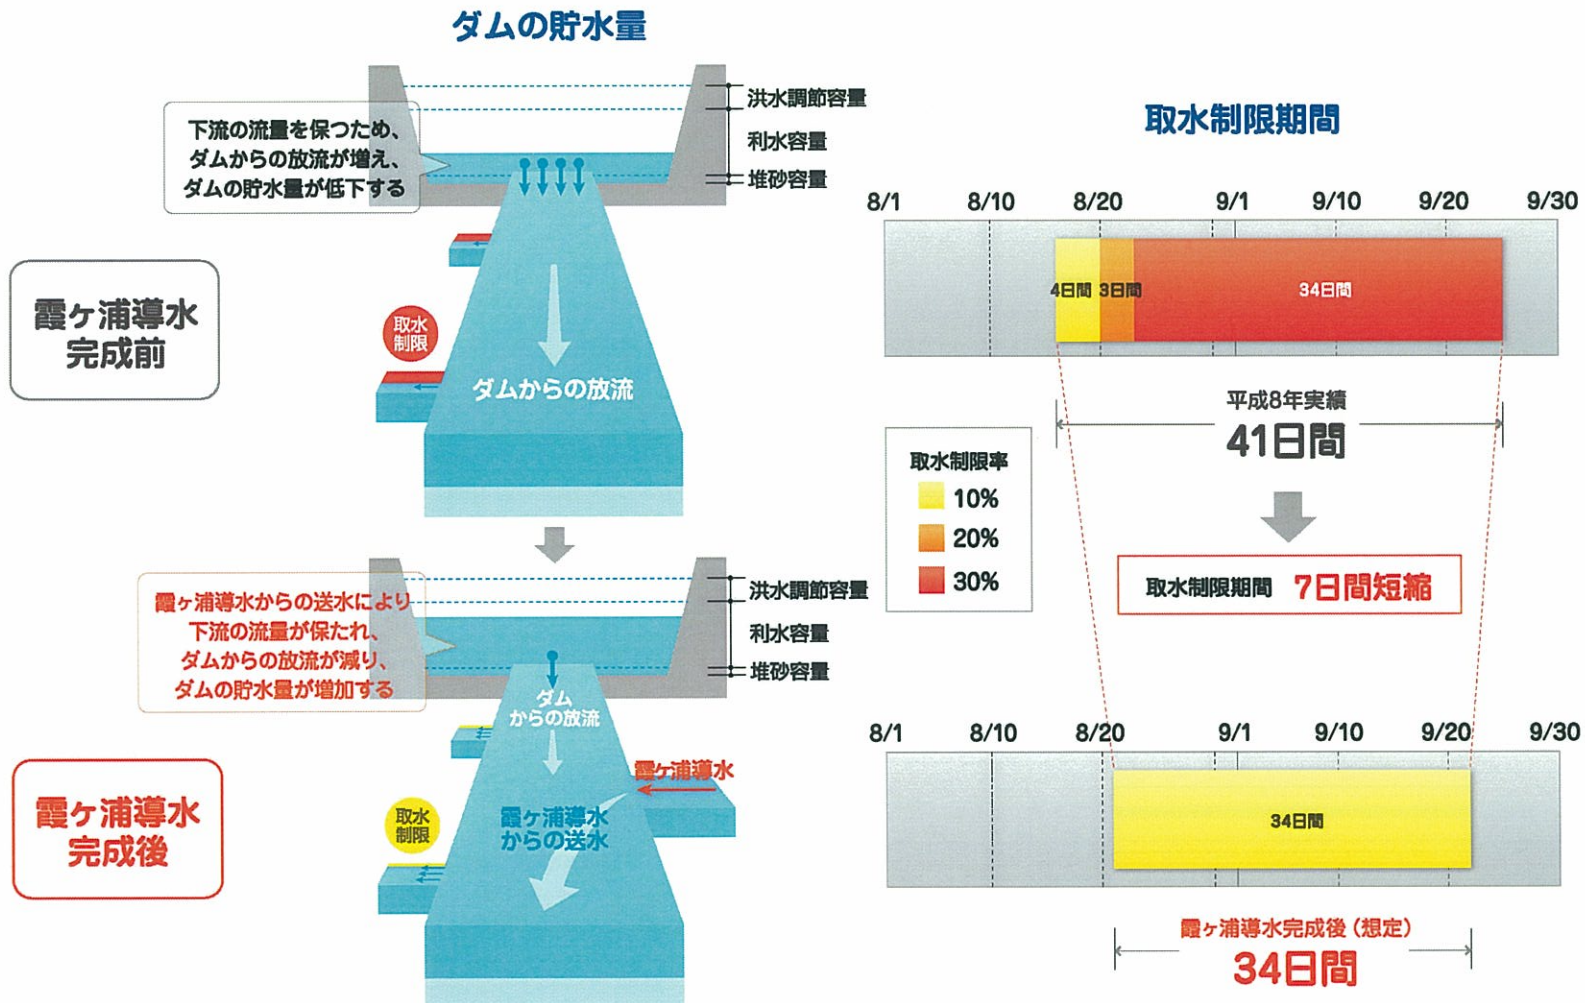 ダムの貯水量
洪水調節容量
利水容量
堆砂容量
下流の流量を保つため、
ダムからの放流が増え、
ダムの貯水量が低下する
霞ヶ浦導水
完成前
取水
制限
ダムからの放流
霞ヶ浦導水からの送水により
下流の流量が保たれ、
ダムからの放流が減り、
ダムの貯水量が増加する
洪水調節容量
利水容量
堆砂容量
ダム
からの放流
霞ヶ浦導水
霞ヶ浦導水
完成後
取水
制限
霞ヶ浦導水
からの送水
取水制限期間
8/1 8/10 8/20 9/1 9/10 9/20 9/30
4日間 3日間 34日間
平成8年実績
41日間
取水制限率
10%
20%
30%
取水制限期間 7日間短縮
8/1 8/10 8/20 9/1 9/10 9/20 9/30
34日間
霞ヶ浦導水完成後(想定)
34日間